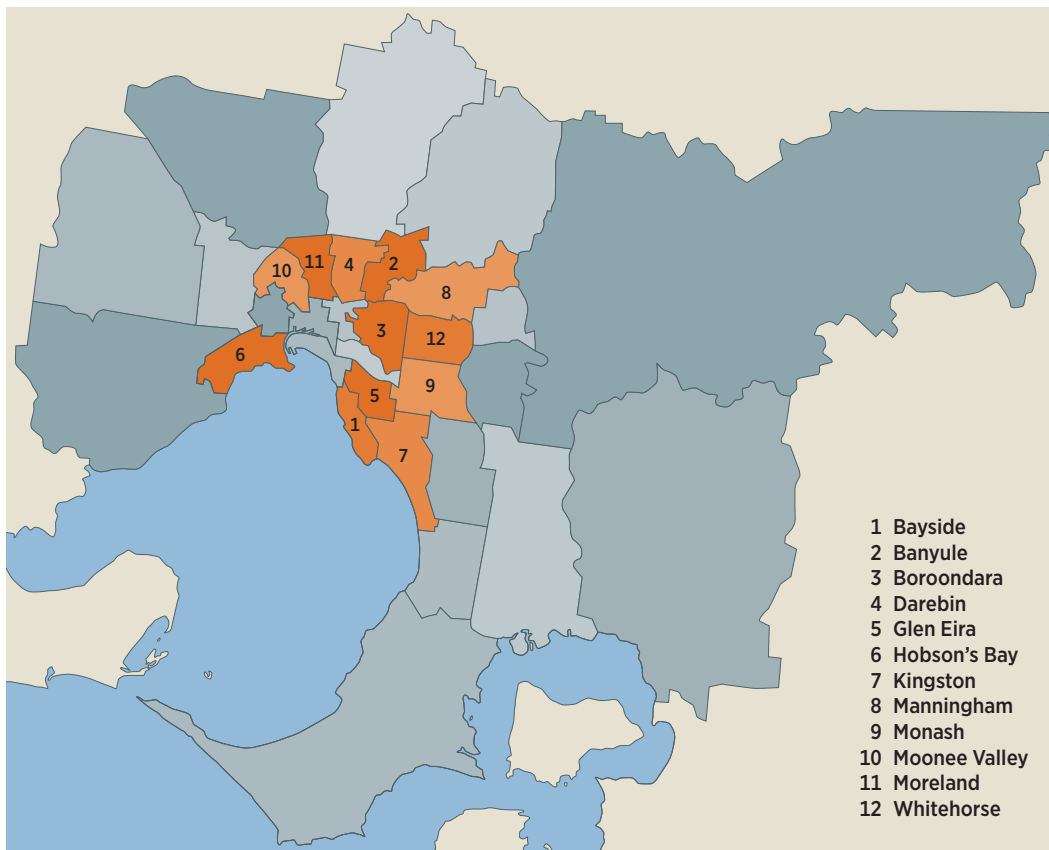 11
4
2
10
8
3
12
6
9
5
1
7
1 Bayside
2 Banyule
3 Boroondara
4 Darebin
5 Glen Eira
6 Hobson's Bay
7 Kingston
8 Manningham
9 Monash
10 Moonee Valley
11 Moreland
12 Whitehorse